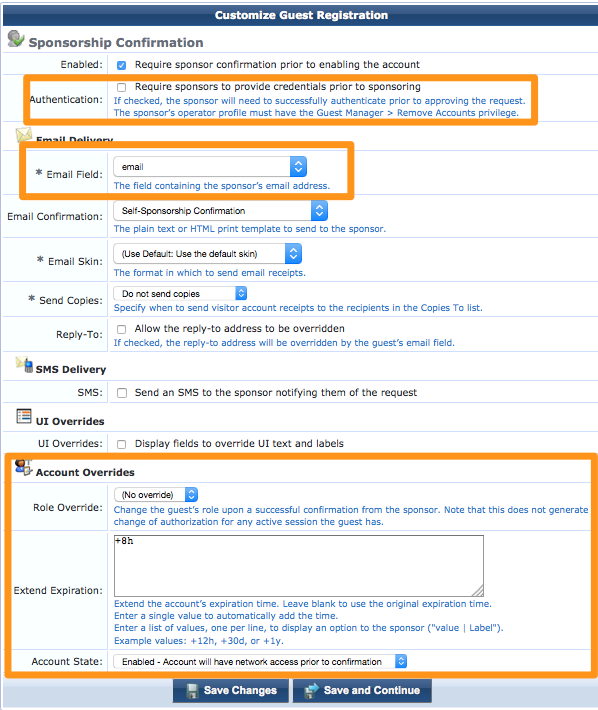 Customize Guest Registration
Sponsorship Confirmation
Enabled: Require sponsor confirmation prior to enabling the account
Authentication: Require sponsors to provide credentials prior to sponsoring
If checked, the sponsor will need to successfully authenticate prior to approving the request.
The sponsor's operator profile must have the Guest Manager > Remove Accounts privilege.
Email Delivery
* Email Field: email
The field containing the sponsor's email address.
Email Confirmation: Self-Sponsorship Confirmation
The plain text or HTML print template to send to the sponsor.
* Email Skin: (Use Default: Use the default skin)
The format in which to send email receipts.
* Send Copies: Do not send copies
Specify when to send visitor account receipts to the recipients in the Copies To list.
Reply-To: Allow the reply-to address to be overridden
If checked, the reply-to address will be overridden by the guest's email field.
SMS Delivery
SMS: Send an SMS to the sponsor notifying them of the request
UI Overrides
UI Overrides: Display fields to override UI text and labels
Account Overrides
Role Override: (No override)
Change the guest's role upon a successful confirmation from the sponsor. Note that this does not generate
change of authorization for any active session the guest has.
+8h
Extend Expiration:
Extend the account's expiration time. Leave blank to use the original expiration time.
Enter a single value to automatically add the time.
Enter a list of values, one per line, to display an option to the sponsor ("value | Label").
Example values: +12h, +30d, or +1y.
Account State: Enabled - Account will have network access prior to confirmation
Save Changes Save and Continue